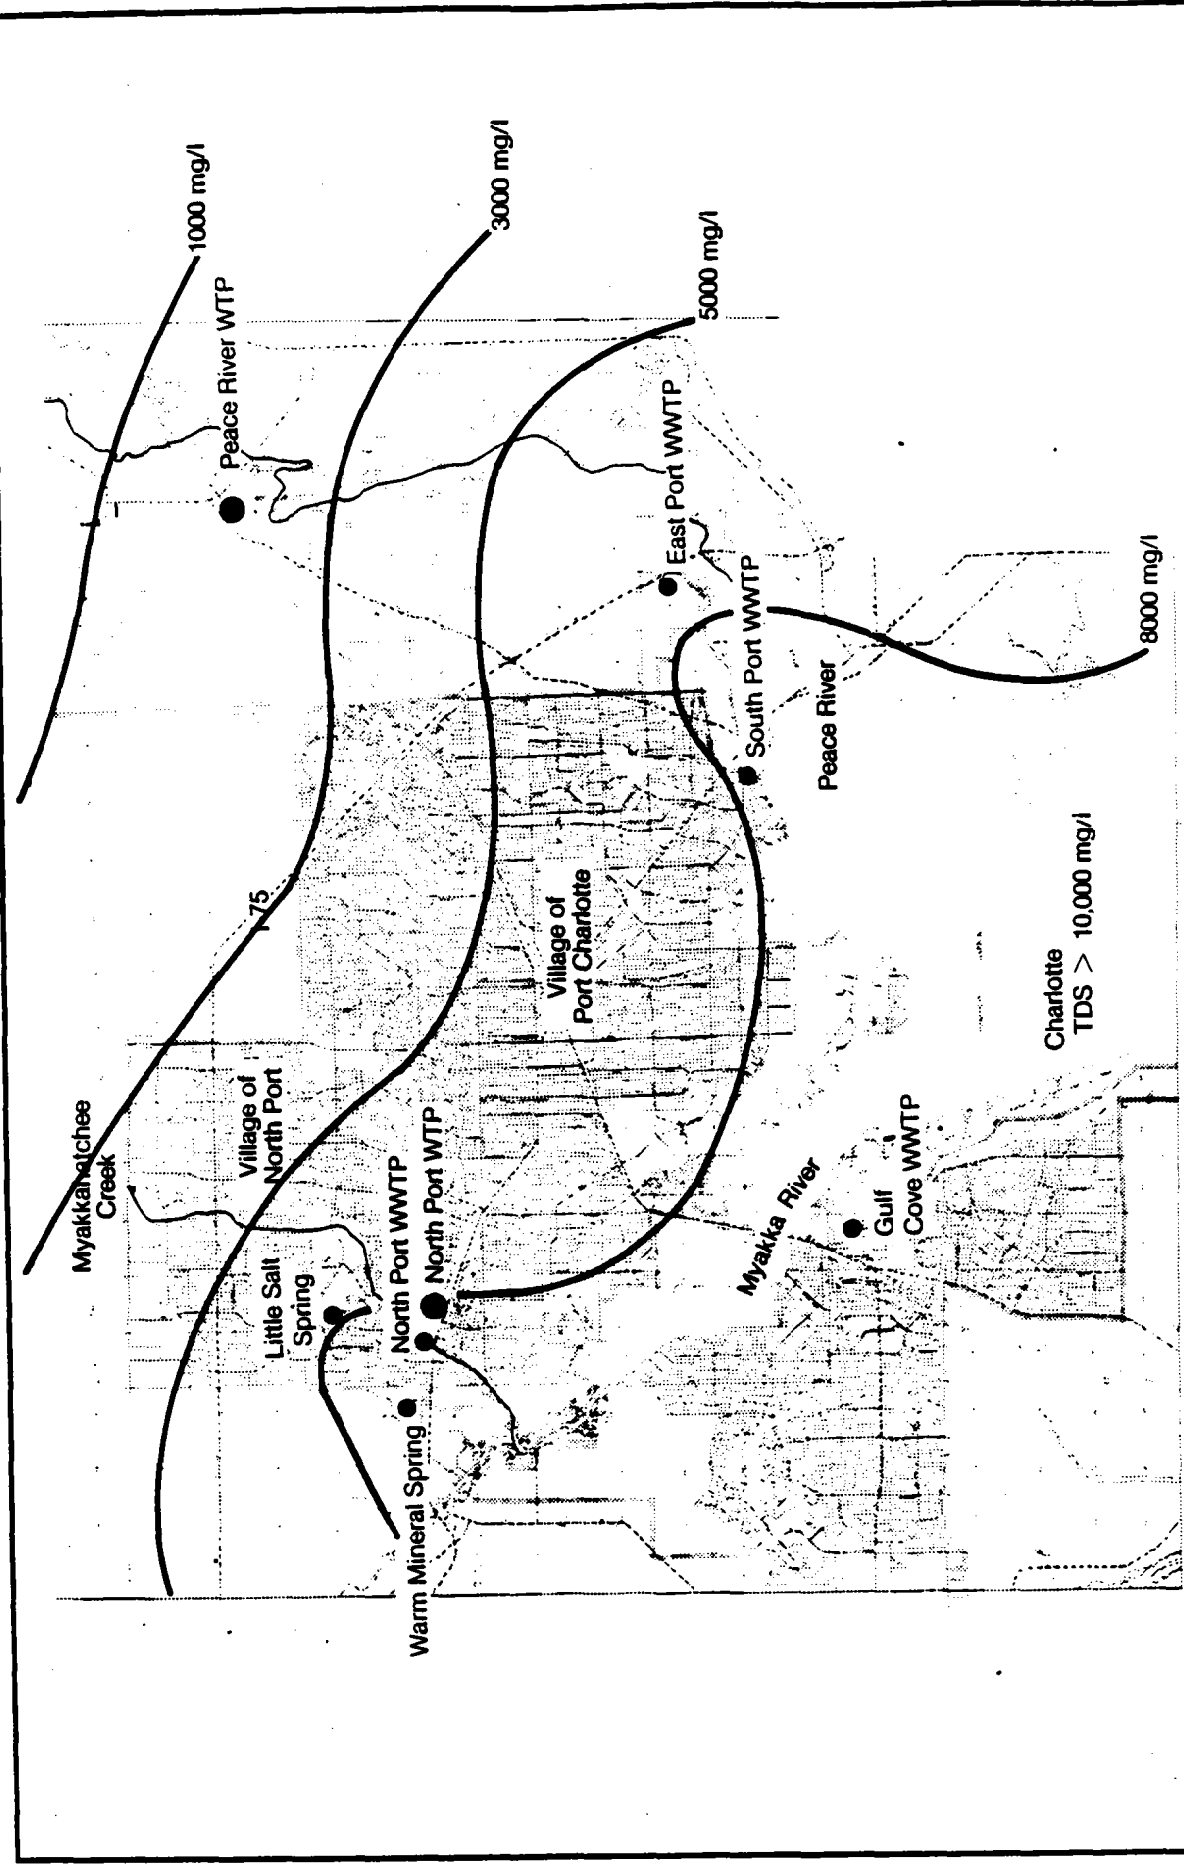 1000 mg/l
Peace River WTP
3000 mg/l
5000 mg/l
Myakkahatchee
Creek
I-75
Village of
North Port
Little Salt
Spring
North Port WWTP
North Port WTP
Warm Mineral Spring
Village of
Port Charlotte
East Port WWTP
South Port WWTP
Peace River
8000 mg/l
Myakka River
Gulf
Cove WWTP
Charlotte
TDS > 10,000 mg/l